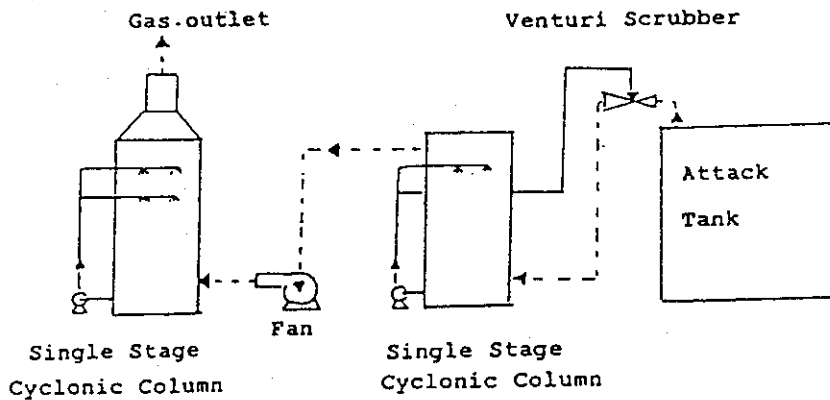 Gas.outlet
Venturi Scrubber
Attack
Tank
Fan
Single Stage
Cyclonic Column
Single Stage
Cyclonic Column